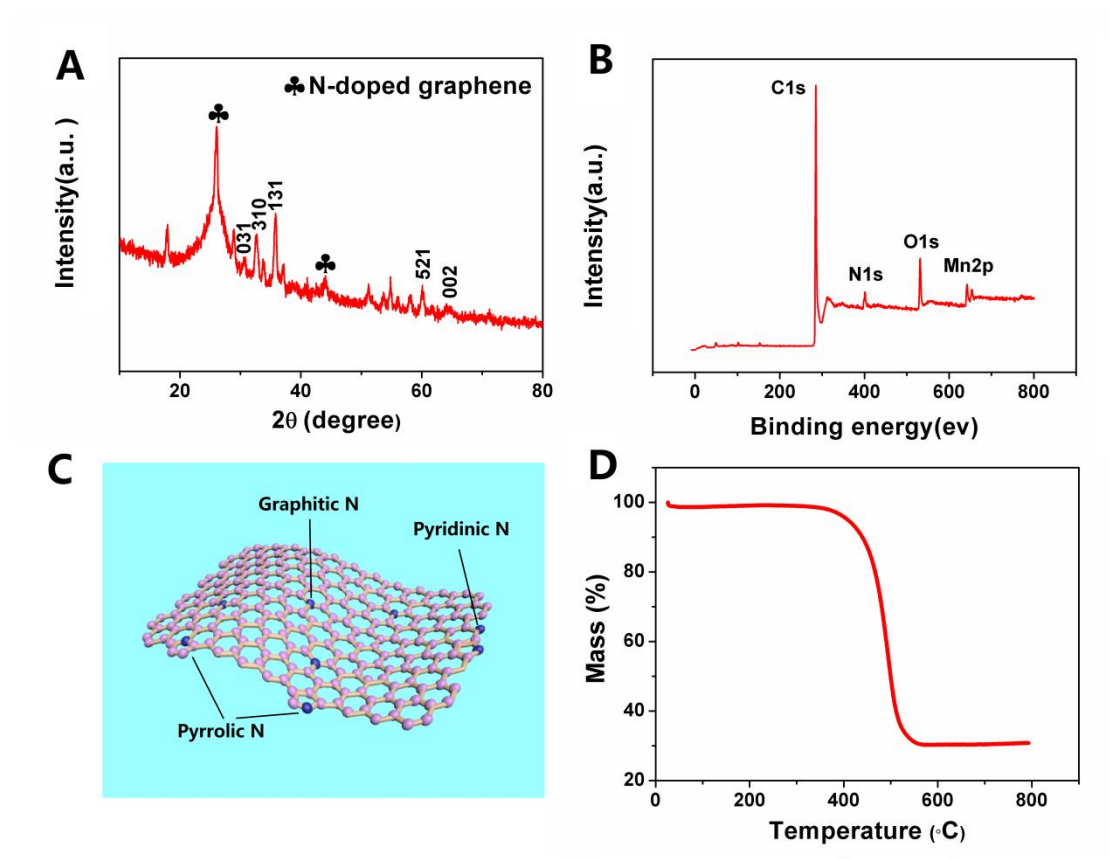 A
♣N-doped graphene
♣
031
310
131
♣
521
002
Intensity(a.u. )
20 40 60 80
2θ (degree)
B
C1s
N1s
O1s
Mn2p
Intensity(a.u.)
0 200 400 600 800
Binding energy(ev)
C
Graphitic N
Pyridinic N
Pyrrolic N
D
100
80
60
40
20
Mass (%)
0 200 400 600 800
Temperature (◦C)